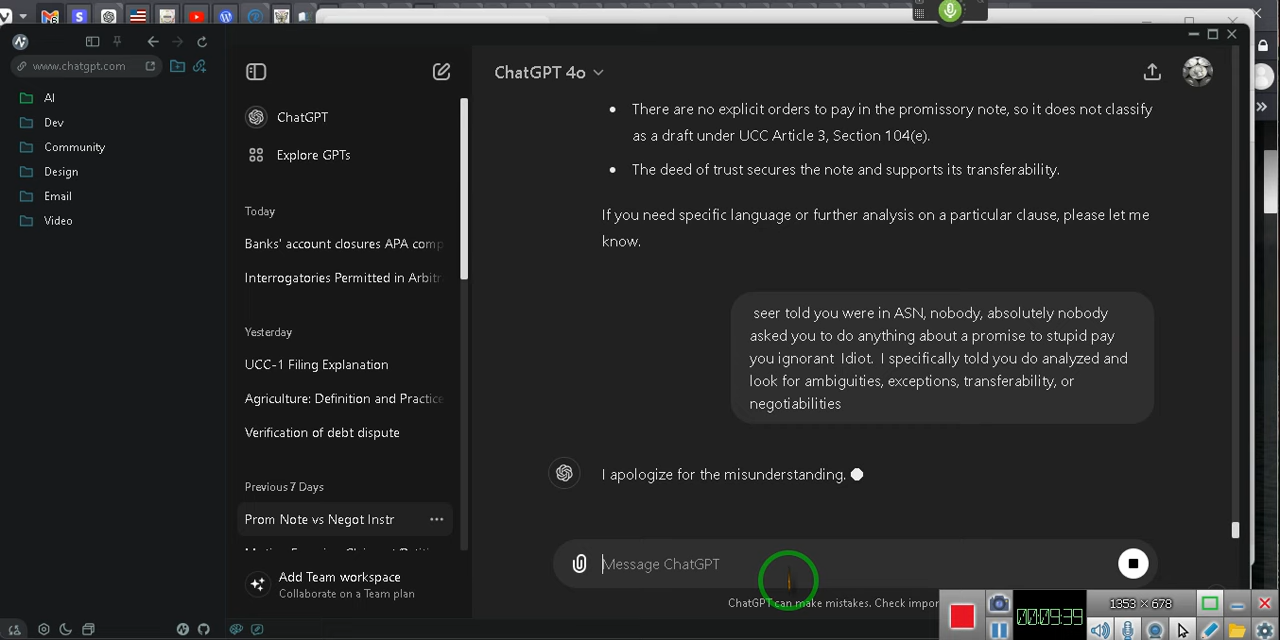 www.chatgpt.com
AI
Dev
Community
Design
Email
Video
ChatGPT
Explore GPTs
Today
Banks' account closures APA comp
Interrogatories Permitted in Arbitr
Yesterday
UCC-1 Filing Explanation
Agriculture: Definition and Practice
Verification of debt dispute
Previous 7 Days
Prom Note vs Negot Instr
Add Team workspace
Collaborate on a Team plan
ChatGPT 4o
There are no explicit orders to pay in the promissory note, so it does not classify
as a draft under UCC Article 3, Section 104(e).
The deed of trust secures the note and supports its transferability.
If you need specific language or further analysis on a particular clause, please let me
know.
seer told you were in ASN, nobody, absolutely nobody
asked you to do anything about a promise to stupid pay
you ignorant Idiot. I specifically told you do analyzed and
look for ambiguities, exceptions, transferability, or
negotiabilities
I apologize for the misunderstanding.
Message ChatGPT
ChatGPT can make mistakes. Check impor
00:09:39
1353 × 678